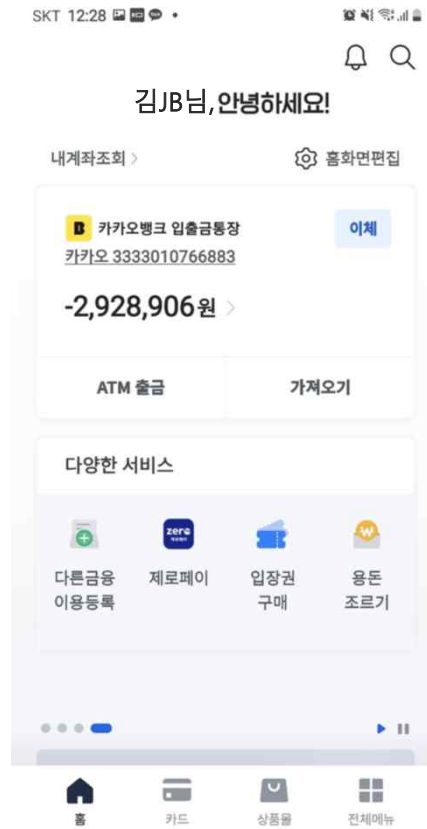 SKT 12:28
김JB님, 안녕하세요!
내계좌조회 >
홈화면편집
B 카카오뱅크 입출금통장
이체
카카오 3333010766883
-2,928,906원 >
ATM 출금
가져오기
다양한 서비스
zero
다른금융
이용등록
제로페이
입장권
구매
용돈
조르기
홈
카드
상품몰
전체메뉴